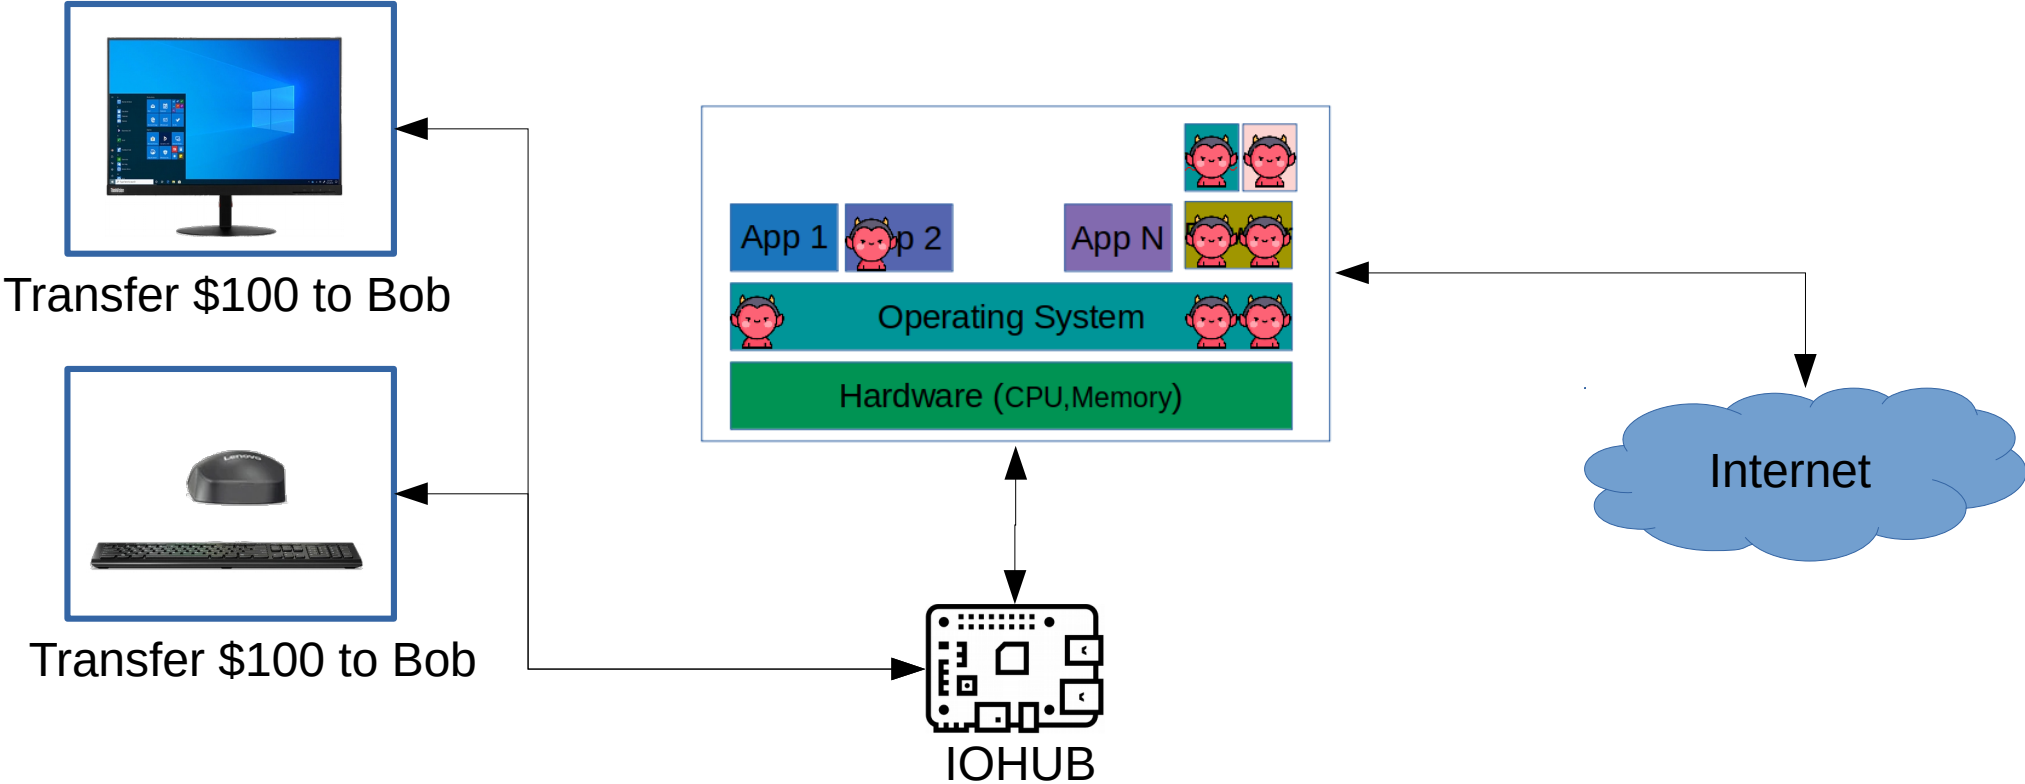 Transfer $100 to Bob
Lenovo
Transfer $100 to Bob
App 1
p 2
App N
Operating System
Hardware (CPU,Memory)
IOHUB
Internet